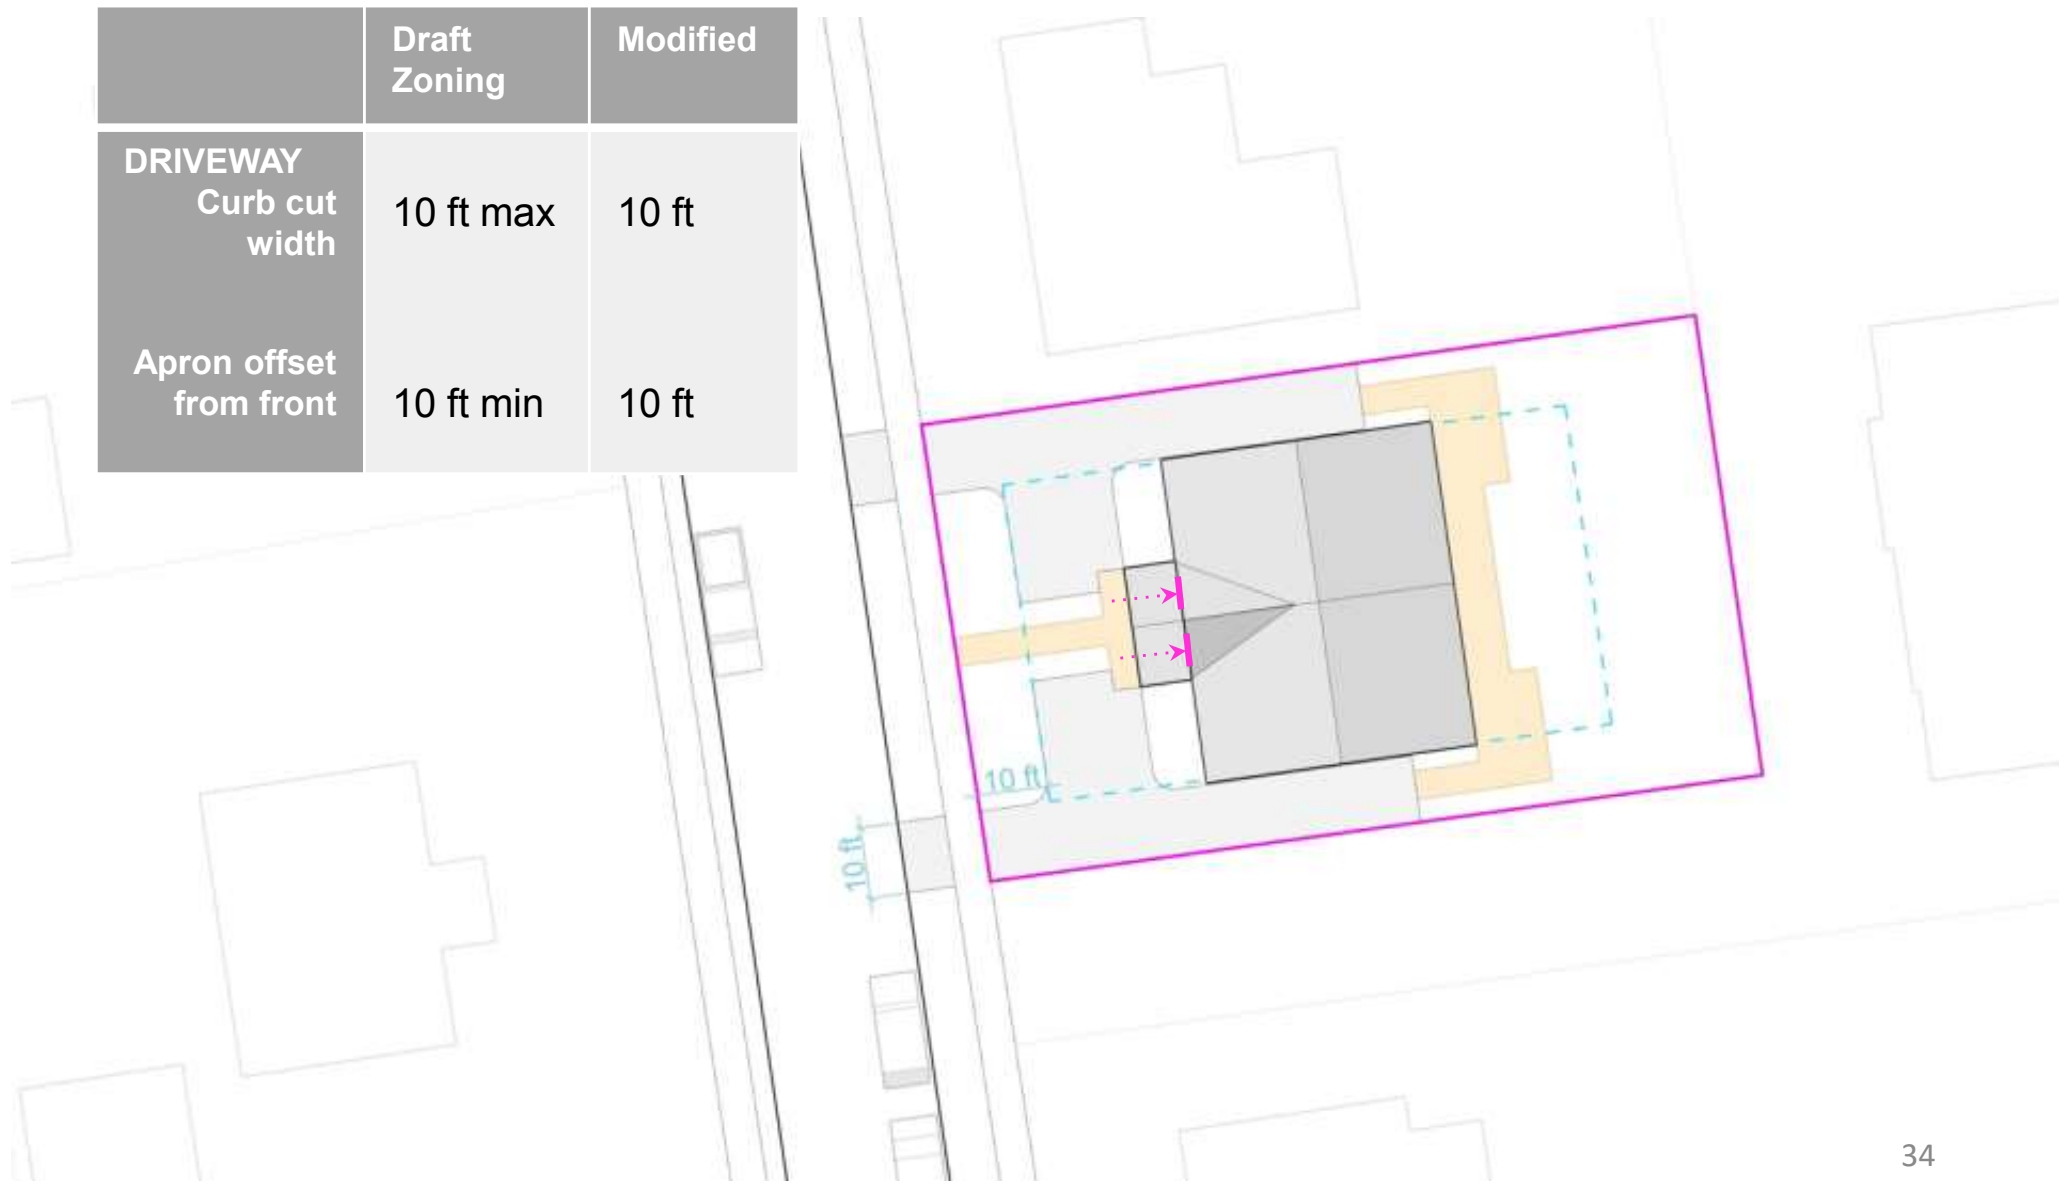 Draft
Zoning
Modified
DRIVEWAY
Curb cut
width
10 ft max
10 ft
Apron offset
from front
10 ft min
10 ft
10 ft
10 ft
34